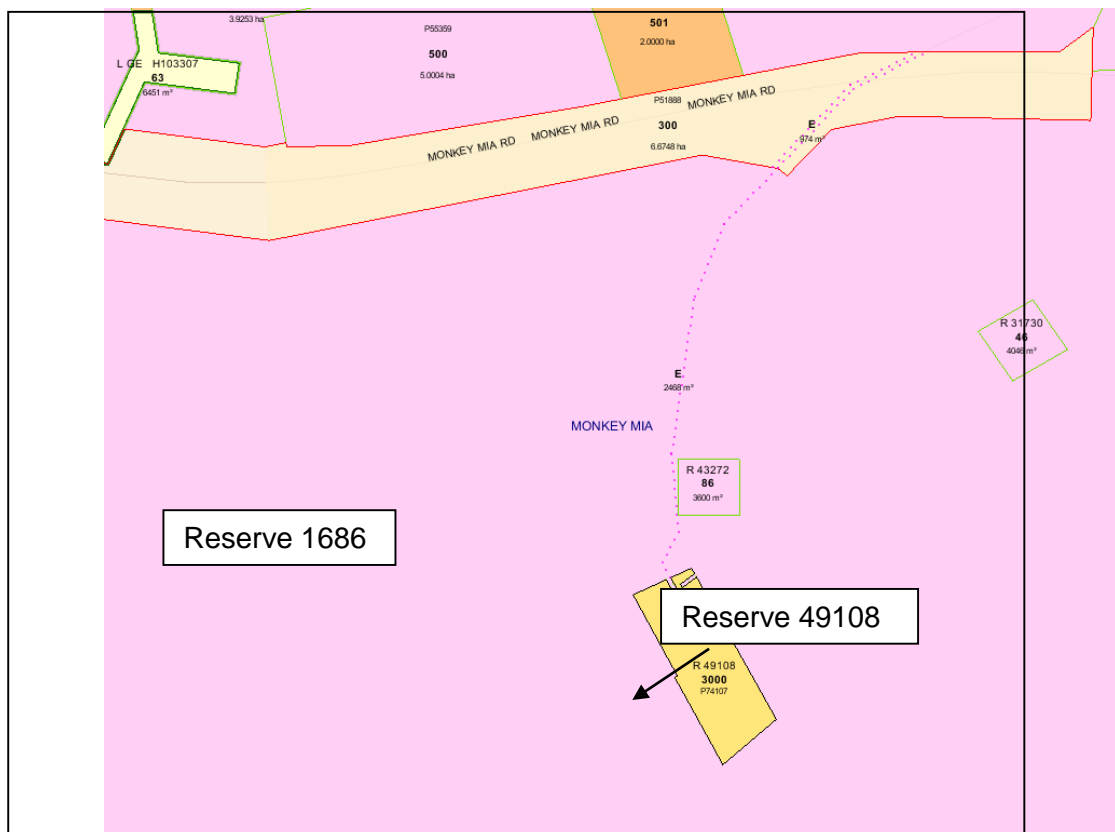 3.9253 ha
P55359
500
5.0004 ha
501
2.0000 ha
L GE H103307
63
6451 m²
P51888
300
6.6748 ha
MONKEY MIA RD
MONKEY MIA RD
MONKEY MIA RD
E
974 m²
R 31730
46
4046 m²
E
2468 m²
MONKEY MIA
R 43272
86
3600 m²
Reserve 1686
Reserve 49108
R 49108
3000
P74107